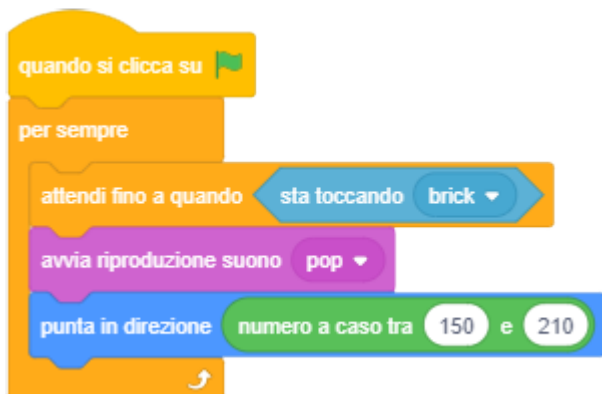 quando si clicca su
per sempre
attendi fino a quando sta toccando brick
avvia riproduzione suono pop
punta in direzione numero a caso tra 150 e 210